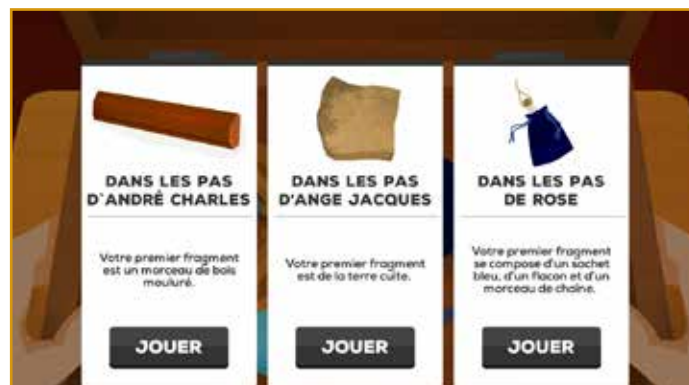 DANS LES PAS
D'ANDRÉ CHARLES
Votre premier fragment
est un morceau de bois
mouluré.
JOUER
DANS LES PAS
D'ANGE JACQUES
Votre premier fragment
est de la terre cuite.
JOUER
DANS LES PAS
DE ROSE
Votre premier fragment
se compose d'un sachet
bleu, d'un flacon et d'un
morceau de chaîne.
JOUER